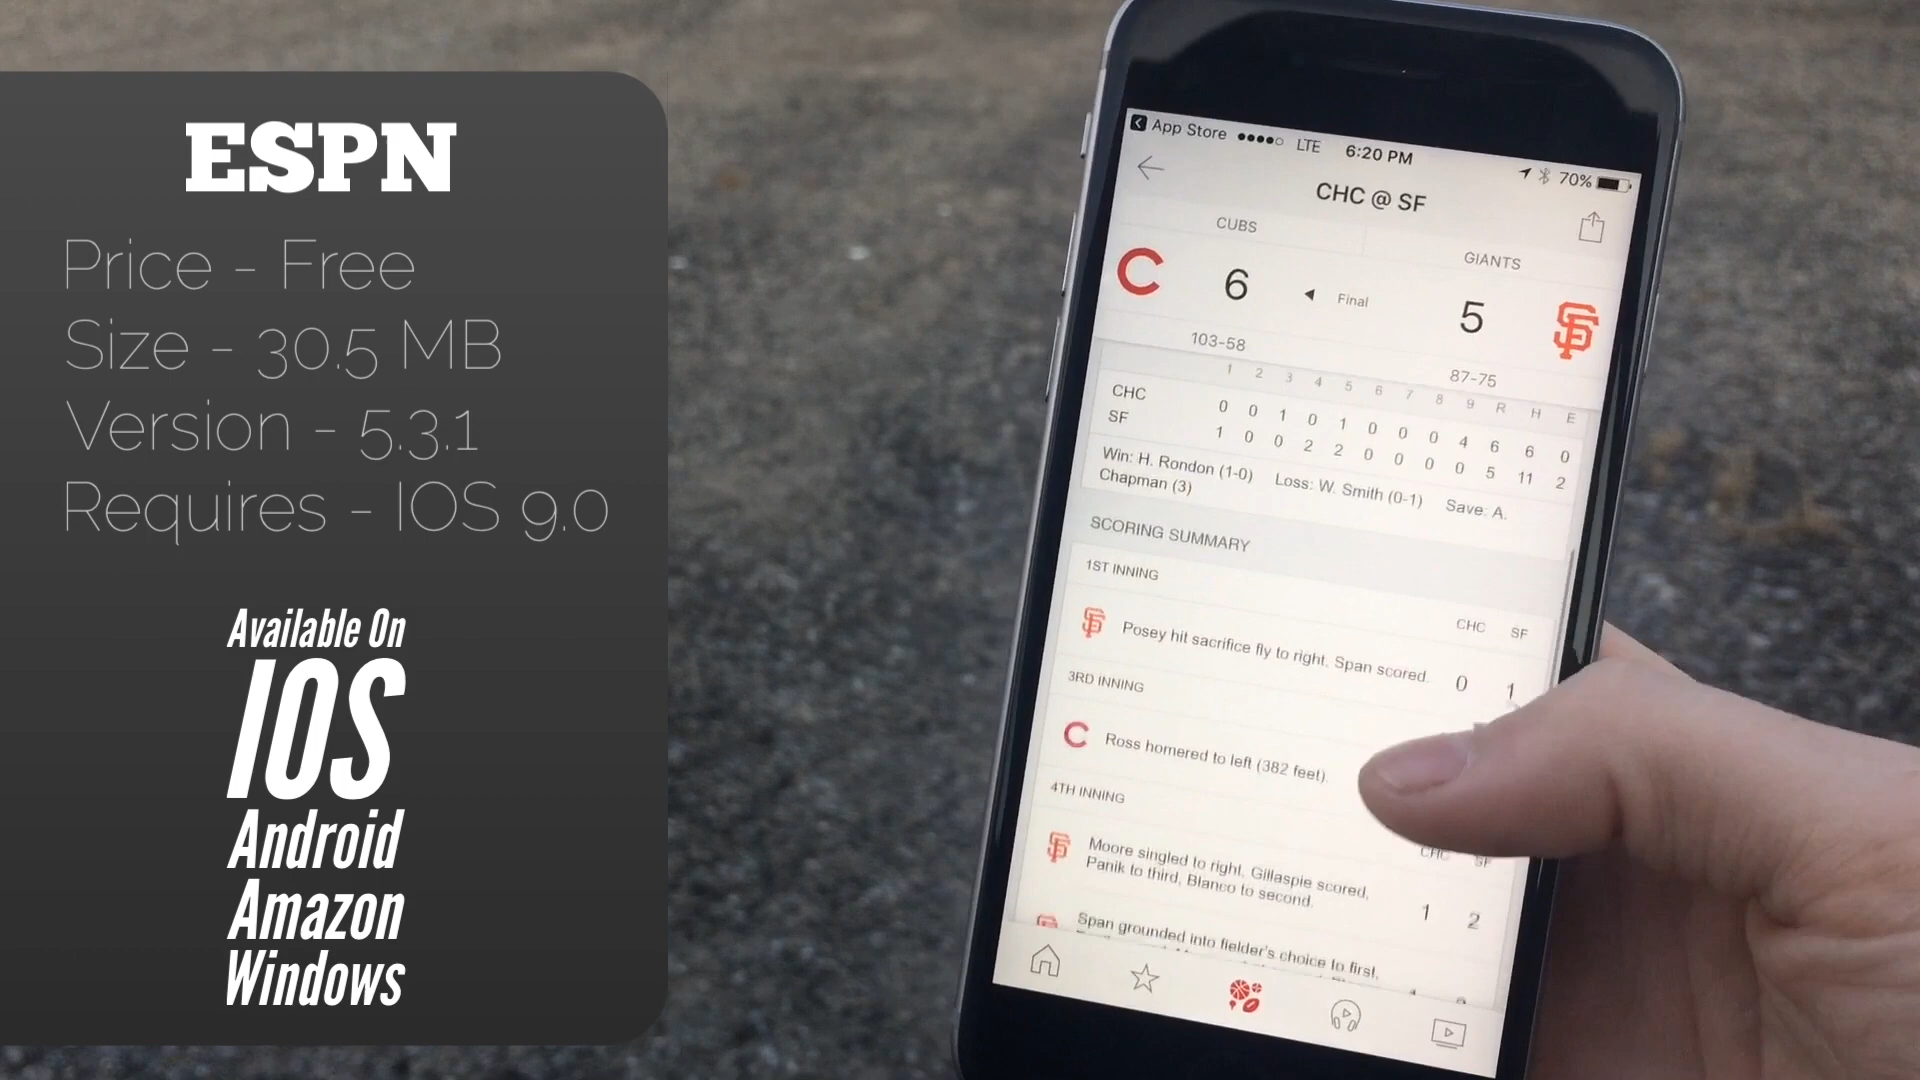 ESPN
Price - Free
Size - 30.5 MB
Version - 5.3.1
Requires - IOS 9.0
Available On
IOS
Android
Amazon
Windows
App Store LTE 6:20 PM 70%
CHC @ SF
CUBS GIANTS
C 6 Final 5 SF
103-58 87-75
1 2 3 4 5 6 7 8 9 R H E
CHC 0 0 1 0 1 0 0 0 4 6 6 0
SF 1 0 0 2 2 0 0 0 0 5 11 2
Win: H. Rondon (1-0) Loss: W. Smith (0-1) Save: A.
Chapman (3)
SCORING SUMMARY
1ST INNING CHC SF
SF Posey hit sacrifice fly to right, Span scored. 0 1
3RD INNING
C Ross homered to left (382 feet).
4TH INNING CHC SF
SF Moore singled to right, Gillaspie scored,
Panik to third, Blanco to second. 1 2
Span grounded into fielder's choice to first,